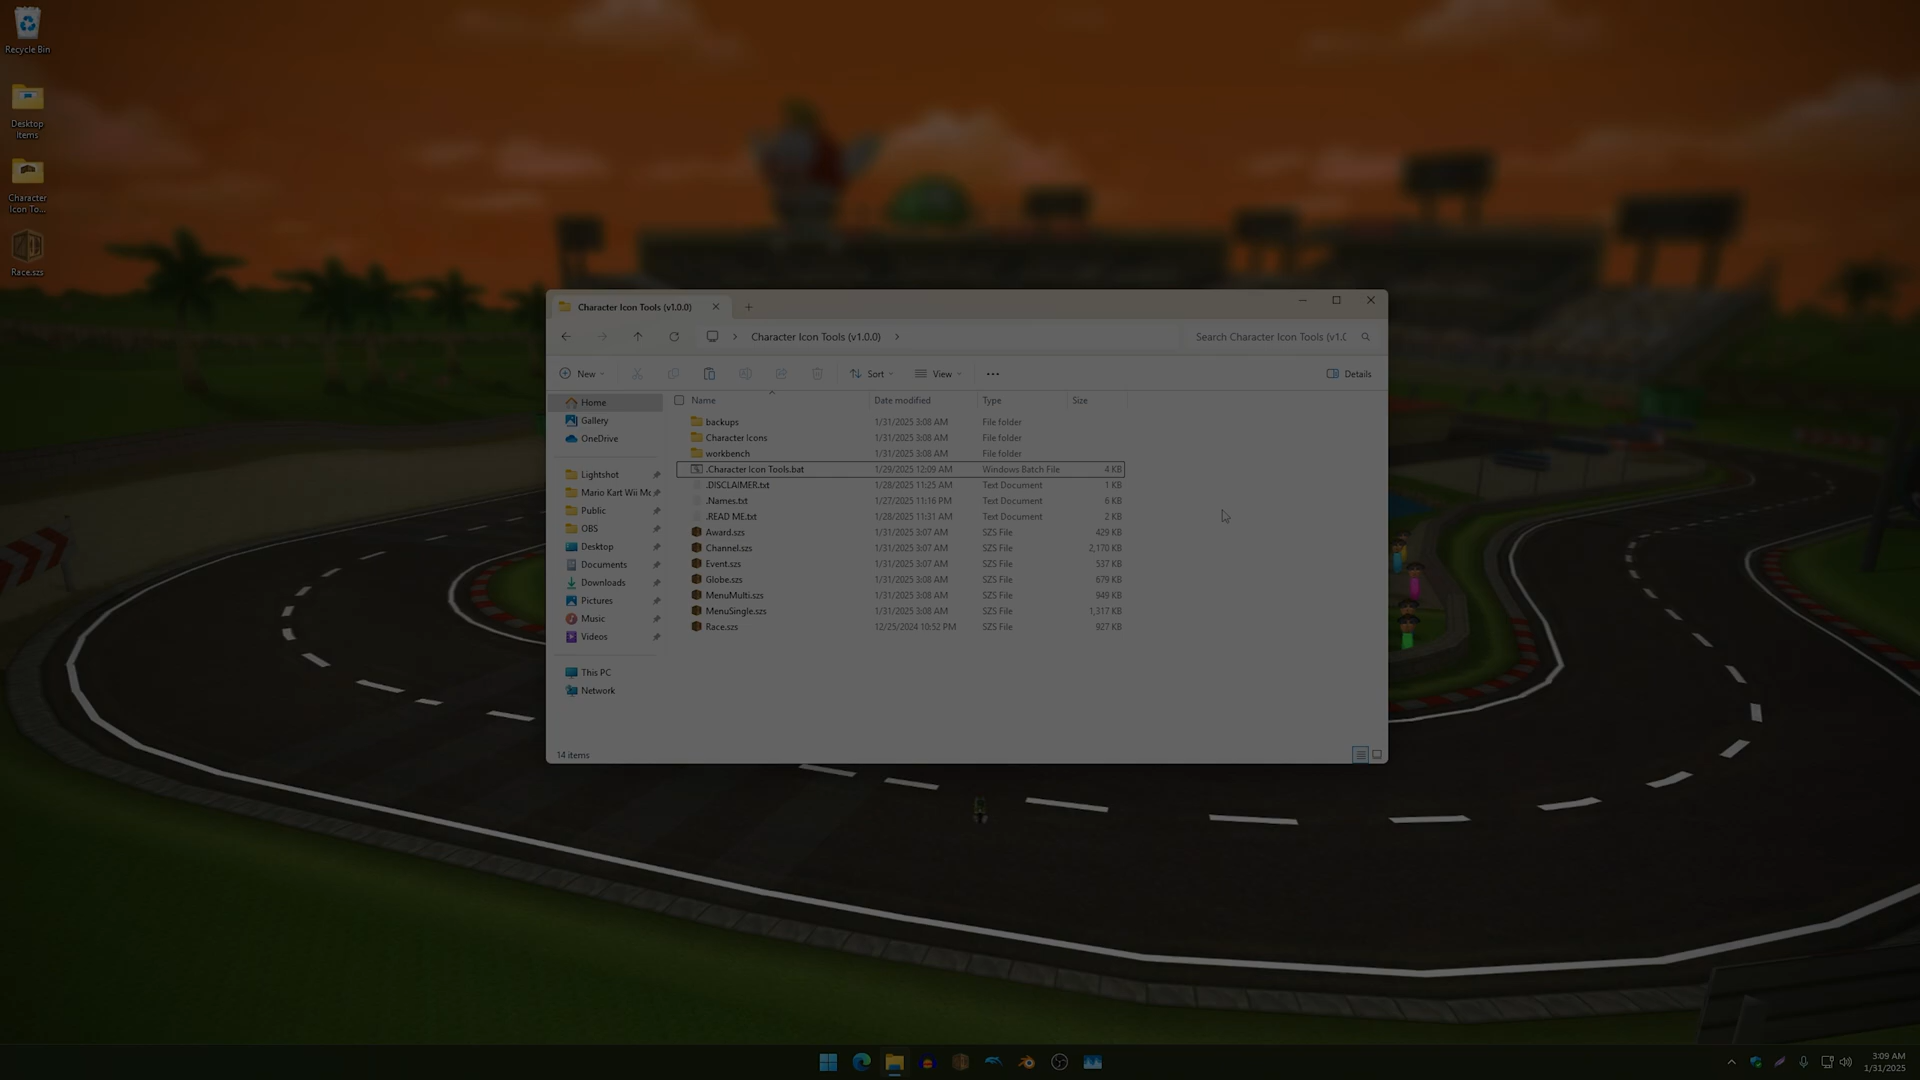 Recycle Bin
Desktop
Items
Character
Icon To...
Race.szs
Character Icon Tools (v1.0.0)
Character Icon Tools (v1.0.0)
Search Character Icon Tools (v1.0
New
Sort
View
Details
Home
Gallery
OneDrive
Lightshot
Mario Kart Wii Mo
Public
OBS
Desktop
Documents
Downloads
Pictures
Music
Videos
This PC
Network
Name Date modified Type Size
backups 1/31/2025 3:08 AM File folder
Character Icons 1/31/2025 3:08 AM File folder
workbench 1/31/2025 3:08 AM File folder
.Character Icon Tools.bat 1/29/2025 12:09 AM Windows Batch File 4 KB
.DISCLAIMER.txt 1/28/2025 11:25 AM Text Document 1 KB
.Names.txt 1/27/2025 11:16 PM Text Document 6 KB
.READ ME.txt 1/28/2025 11:31 AM Text Document 2 KB
Award.szs 1/31/2025 3:07 AM SZS File 429 KB
Channel.szs 1/31/2025 3:07 AM SZS File 2,170 KB
Event.szs 1/31/2025 3:07 AM SZS File 537 KB
Globe.szs 1/31/2025 3:08 AM SZS File 679 KB
MenuMulti.szs 1/31/2025 3:08 AM SZS File 949 KB
MenuSingle.szs 1/31/2025 3:08 AM SZS File 1,317 KB
Race.szs 12/25/2024 10:52 PM SZS File 927 KB
14 items
3:09 AM
1/31/2025